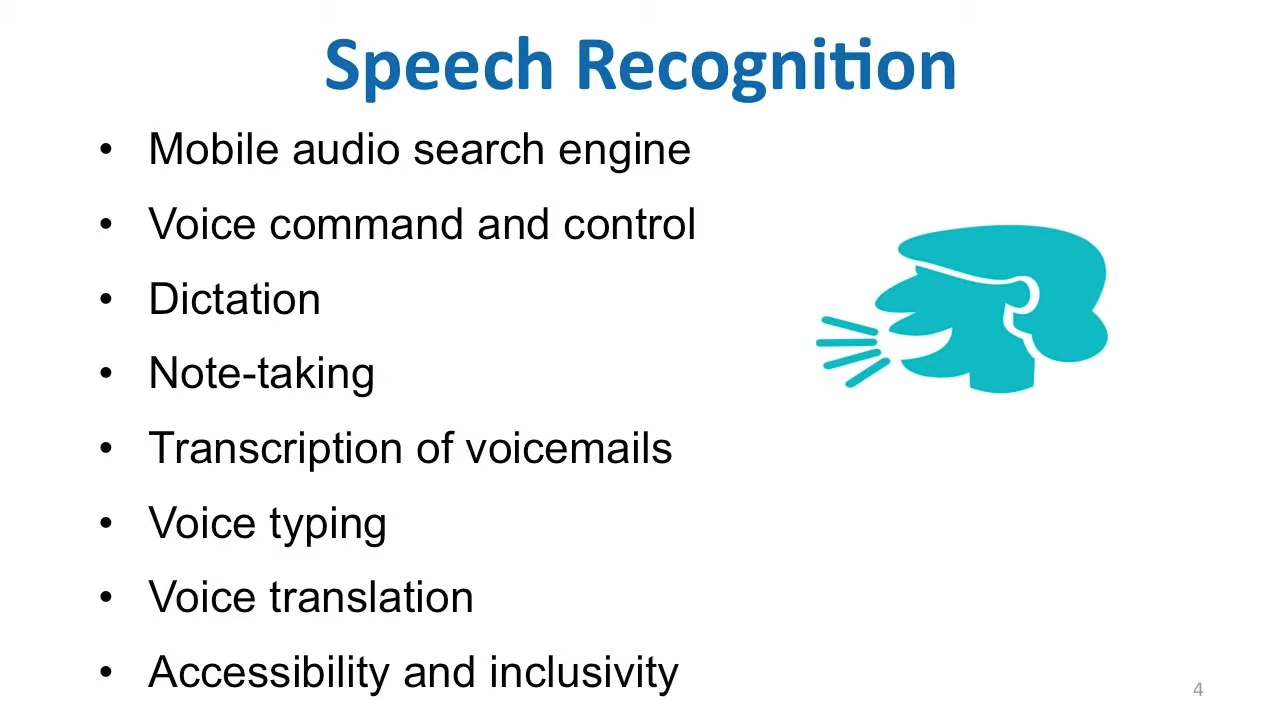 Speech Recognition
• Mobile audio search engine
• Voice command and control
• Dictation
• Note-taking
• Transcription of voicemails
• Voice typing
• Voice translation
• Accessibility and inclusivity
4